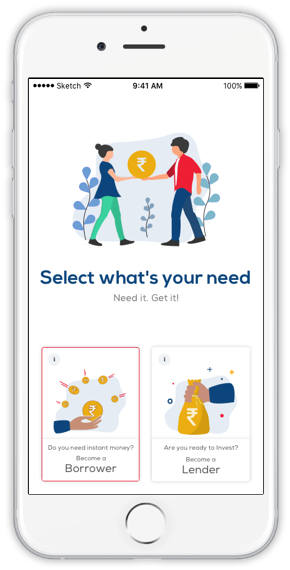 Sketch 9:41 AM 100%
₹
Select what's your need
Need it. Get it!
i
₹
Do you need instant money?
Become a
Borrower
i
₹
Are you ready to Invest?
Become a
Lender